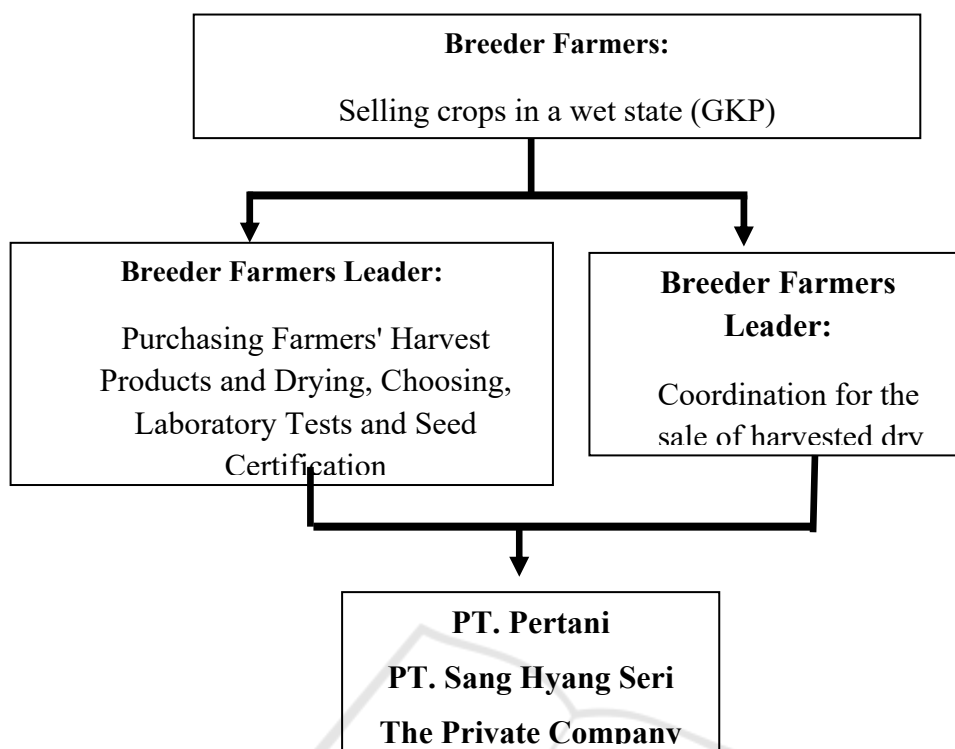 Breeder Farmers:
Selling crops in a wet state (GKP)
Breeder Farmers Leader:
Purchasing Farmers' Harvest
Products and Drying, Choosing,
Laboratory Tests and Seed
Certification
Breeder Farmers
Leader:
Coordination for the
sale of harvested dry
PT. Pertani
PT. Sang Hyang Seri
The Private Company